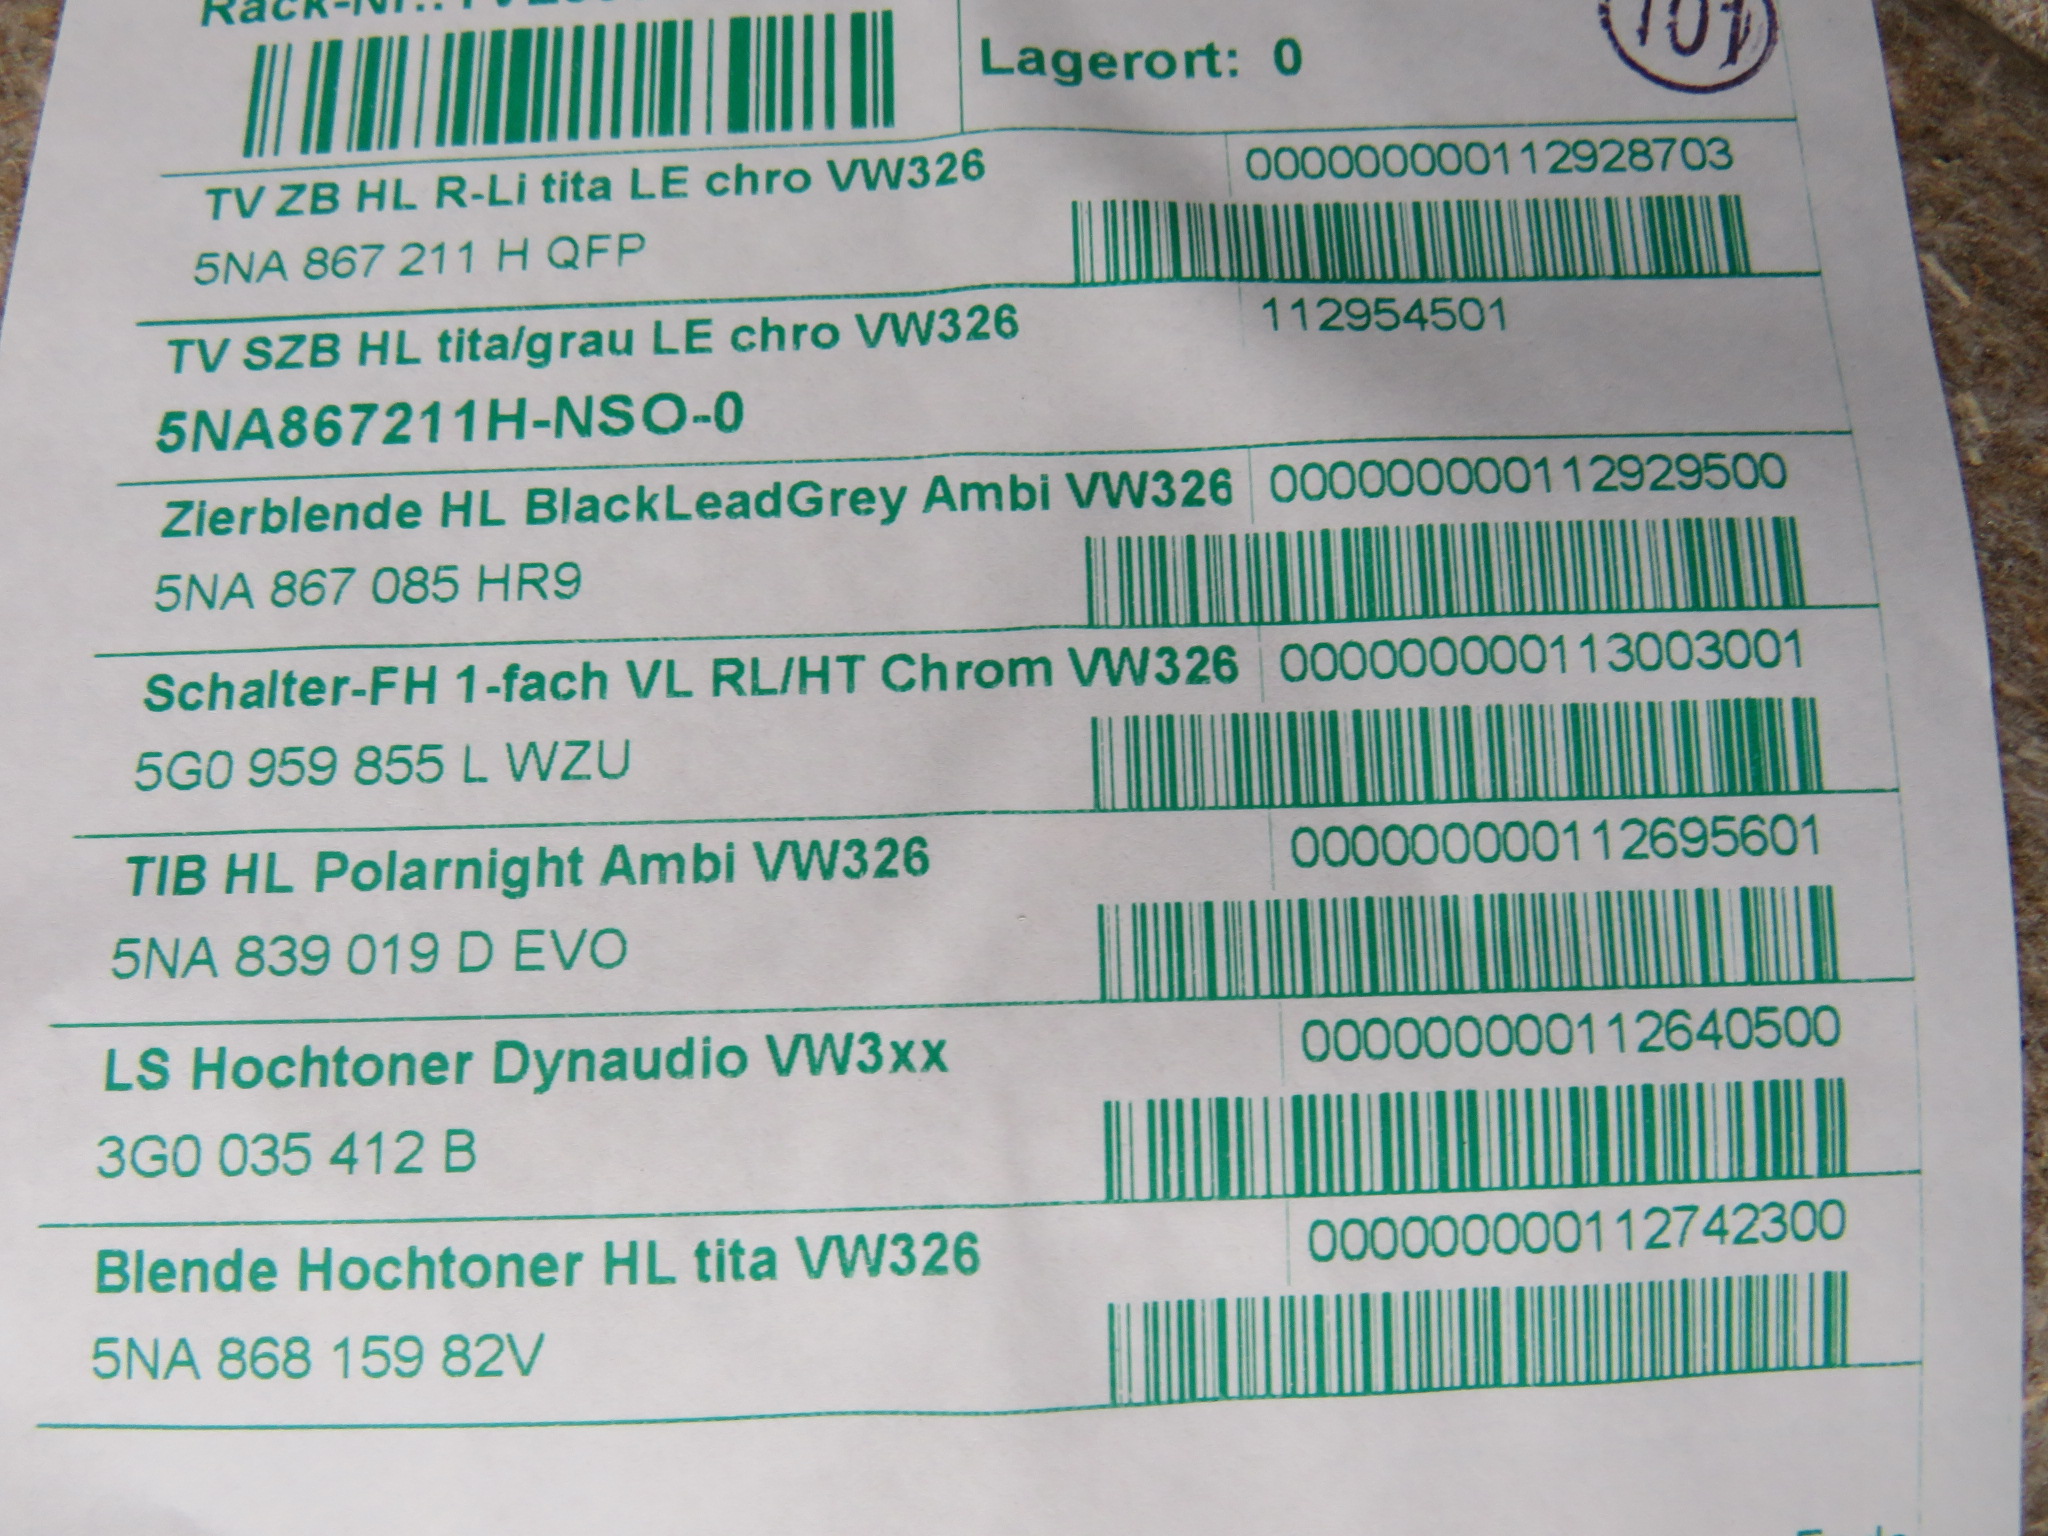 Rack-Nr.:
Lagerort: 0
107
TV ZB HL R-Li tita LE chro VW326
000000000112928703
5NA 867 211 H QFP
TV SZB HL tita/grau LE chro VW326
112954501
5NA867211H-NSO-0
Zierblende HL BlackLeadGrey Ambi VW326
000000000112929500
5NA 867 085 HR9
Schalter-FH 1-fach VL RL/HT Chrom VW326
000000000113003001
5G0 959 855 L WZU
TIB HL Polarnight Ambi VW326
000000000112695601
5NA 839 019 D EVO
LS Hochtoner Dynaudio VW3xx
000000000112640500
3G0 035 412 B
Blende Hochtoner HL tita VW326
000000000112742300
5NA 868 159 82V